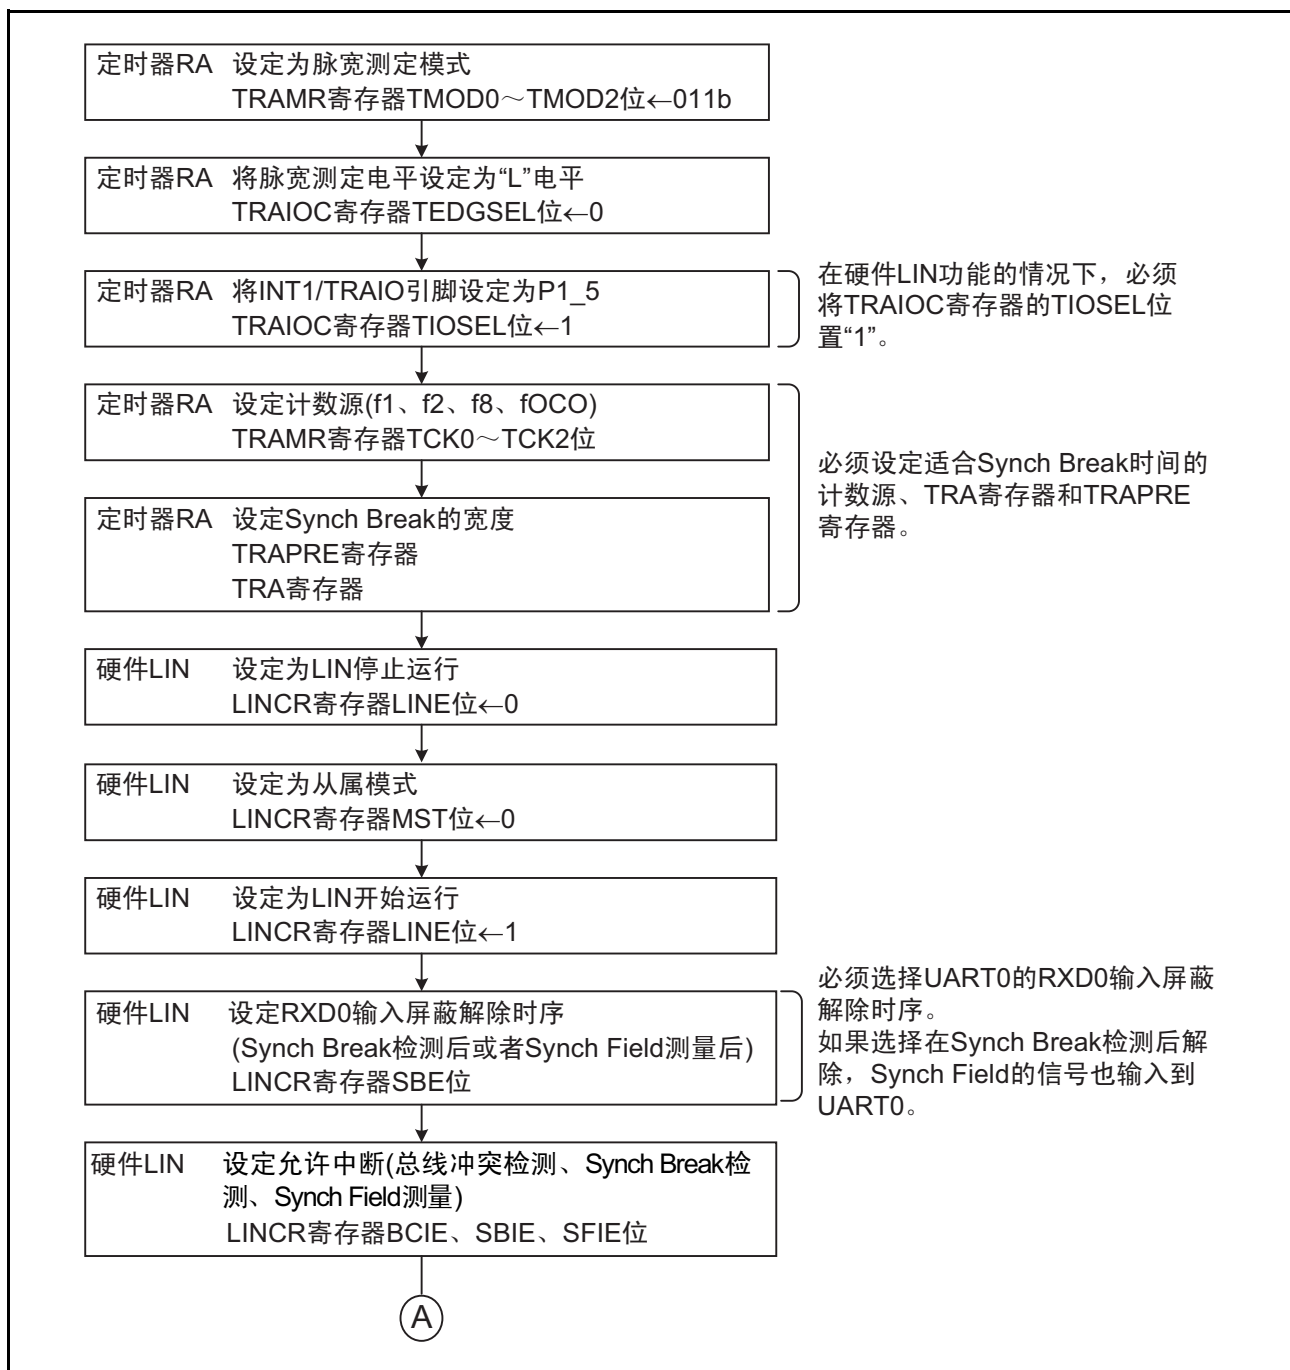 定时器RA 设定为脉宽测定模式
TRAMR寄存器TMOD0～TMOD2位←011b
定时器RA 将脉宽测定电平设定为“L”电平
TRAIOC寄存器TEDGSEL位←0
定时器RA 将INT1/TRAIO引脚设定为P1_5
TRAIOC寄存器TIOSEL位←1
在硬件LIN功能的情况下，必须
将TRAIOC寄存器的TIOSEL位
置“1”。
定时器RA 设定计数源(f1、f2、f8、fOCO)
TRAMR寄存器TCK0～TCK2位
定时器RA 设定Synch Break的宽度
TRAPRE寄存器
TRA寄存器
必须设定适合Synch Break时间的
计数源、TRA寄存器和TRAPRE
寄存器。
硬件LIN 设定为LIN停止运行
LINCR寄存器LINE位←0
硬件LIN 设定为从属模式
LINCR寄存器MST位←0
硬件LIN 设定为LIN开始运行
LINCR寄存器LINE位←1
硬件LIN 设定RXD0输入屏蔽解除时序
(Synch Break检测后或者Synch Field测量后)
LINCR寄存器SBE位
必须选择UART0的RXD0输入屏蔽
解除时序。
如果选择在Synch Break检测后解
除，Synch Field的信号也输入到
UART0。
硬件LIN 设定允许中断(总线冲突检测、Synch Break检
测、Synch Field测量)
LINCR寄存器BCIE、SBIE、SFIE位
A